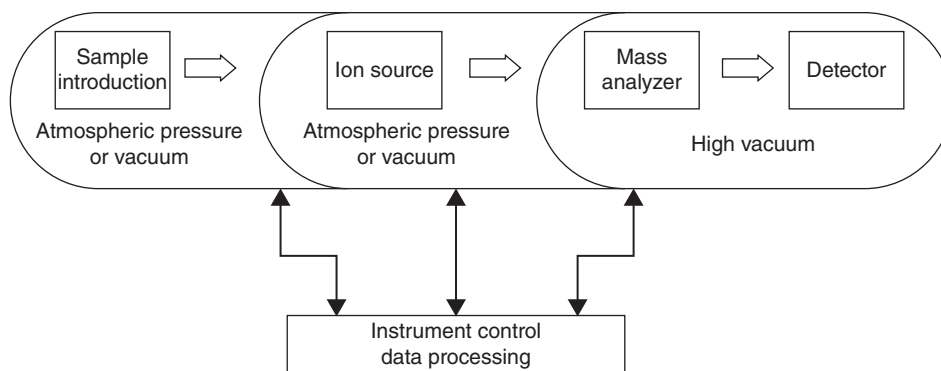 Sample
introduction
Atmospheric pressure
or vacuum
Ion source
Atmospheric pressure
or vacuum
Mass
analyzer
Detector
High vacuum
Instrument control
data processing